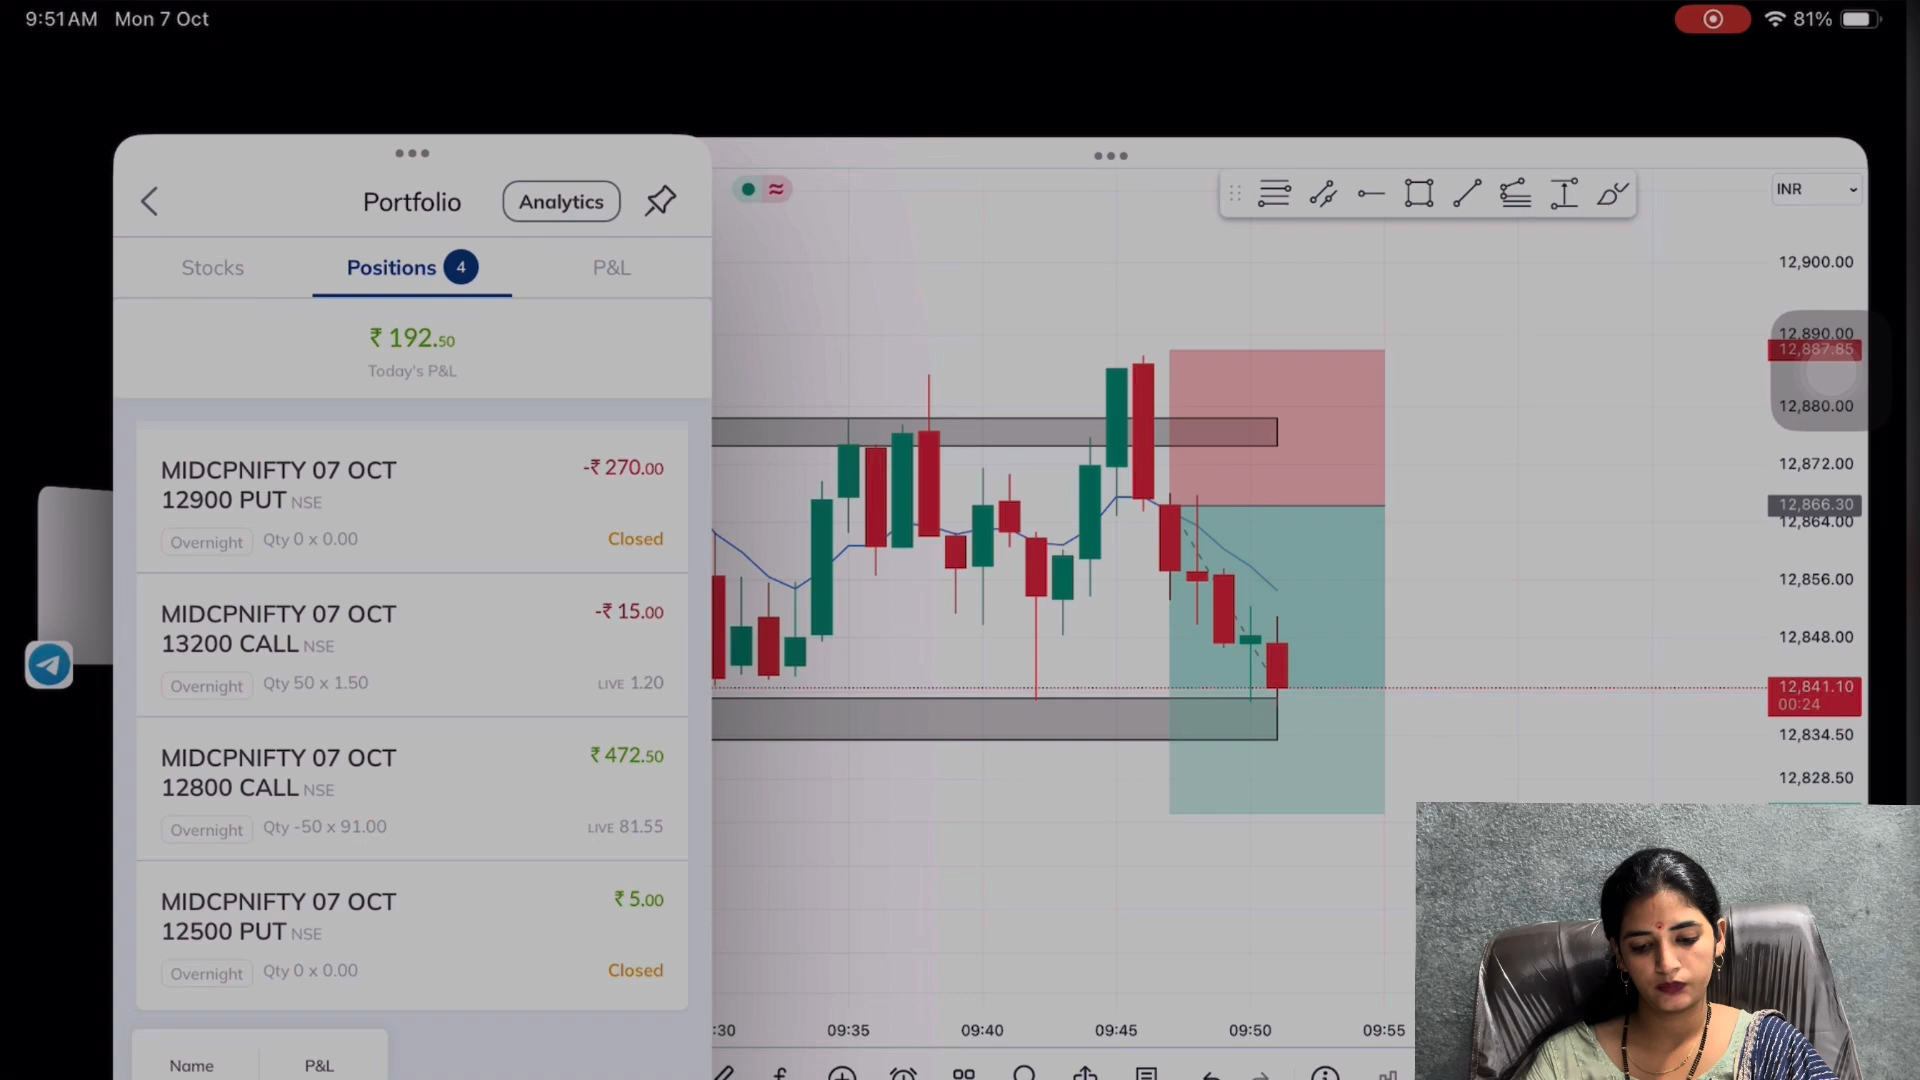 9:51AM Mon 7 Oct
81%
Portfolio
Analytics
Stocks
Positions 4
P&L
₹ 192.50
Today's P&L
MIDCPNIFTY 07 OCT
12900 PUT NSE
-₹ 270.00
Overnight Qty 0 x 0.00
Closed
MIDCPNIFTY 07 OCT
13200 CALL NSE
-₹ 15.00
Overnight Qty 50 x 1.50
LIVE 1.20
MIDCPNIFTY 07 OCT
12800 CALL NSE
₹ 472.50
Overnight Qty -50 x 91.00
LIVE 81.55
MIDCPNIFTY 07 OCT
12500 PUT NSE
₹ 5.00
Overnight Qty 0 x 0.00
Closed
Name
P&L
INR
12,900.00
12,890.00
12,887.85
12,880.00
12,872.00
12,866.30
12,864.00
12,856.00
12,848.00
12,841.10
00:24
12,834.50
12,828.50
:30
09:35
09:40
09:45
09:50
09:55